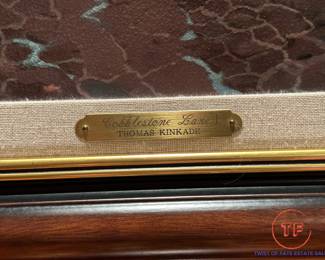 Cobblestone Lane I
THOMAS KINKADE
TF
TWIST OF FATE ESTATE SALES